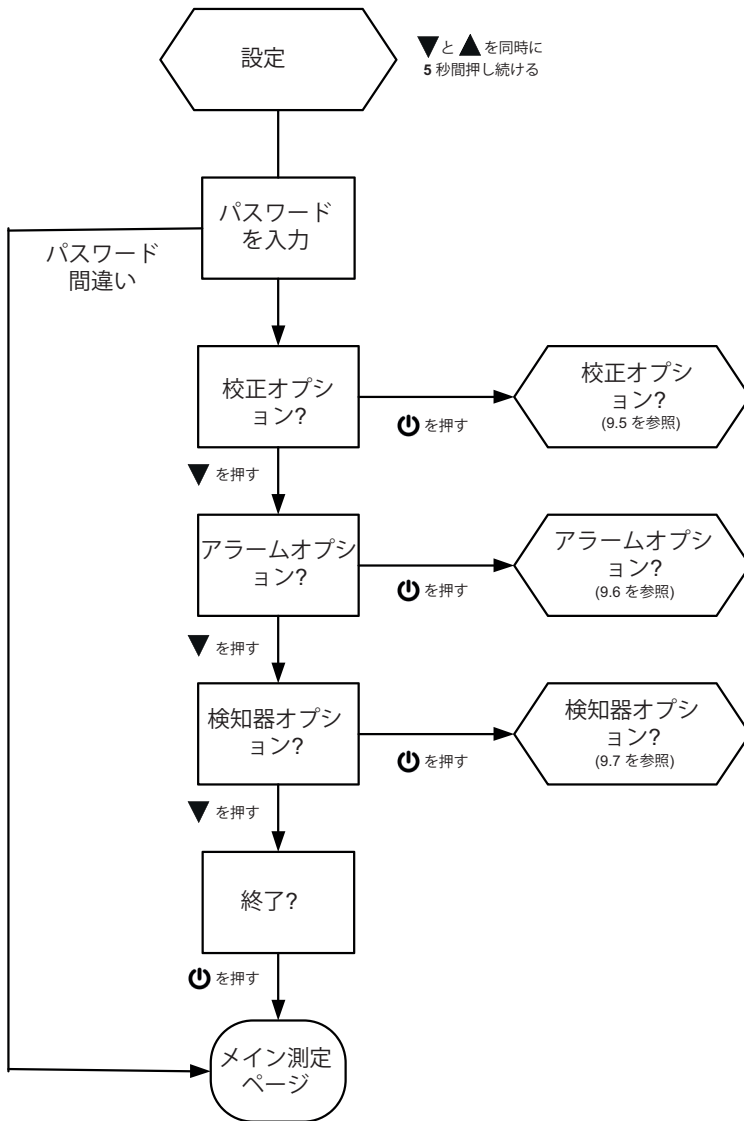 設定
▼と▲を同時に
5 秒間押し続ける
パスワード
を入力
パスワード
間違い
校正オプシ
ョン?
⏻を押す
校正オプシ
ョン?
(9.5 を参照)
▼を押す
アラームオプシ
ョン?
⏻を押す
アラームオプシ
ョン?
(9.6 を参照)
▼を押す
検知器オプシ
ョン?
⏻を押す
検知器オプシ
ョン?
(9.7 を参照)
▼を押す
終了?
⏻を押す
メイン測定
ページ